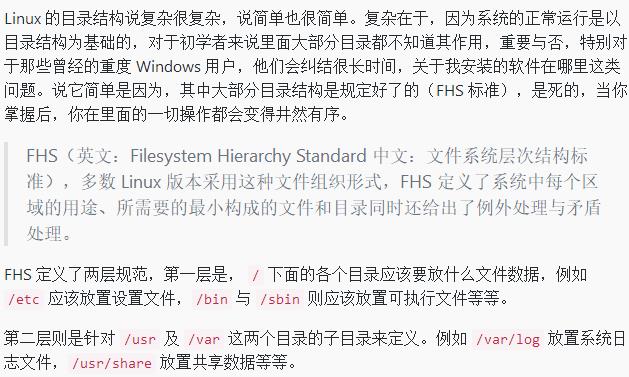 Linux 的目录结构说复杂很复杂，说简单也很简单。复杂在于，因为系统的正常运行是以
目录结构为基础的，对于初学者来说里面大部分目录都不知道其作用，重要与否，特别对
于那些曾经的重度 Windows 用户，他们会纠结很长时间，关于我安装的软件在哪里这类
问题。说它简单是因为，其中大部分目录结构是规定好了的（FHS 标准），是死的，当你
掌握后，你在里面的一切操作都会变得井然有序。
FHS（英文：Filesystem Hierarchy Standard 中文：文件系统层次结构标
准），多数 Linux 版本采用这种文件组织形式，FHS 定义了系统中每个区
域的用途、所需要的最小构成的文件和目录同时还给出了例外处理与矛盾
处理。
FHS 定义了两层规范，第一层是， / 下面的各个目录应该要放什么文件数据，例如
/etc 应该放置设置文件，/bin 与 /sbin 则应该放置可执行文件等等。
第二层则是针对 /usr 及 /var 这两个目录的子目录来定义。例如 /var/log 放置系统日
志文件，/usr/share 放置共享数据等等。